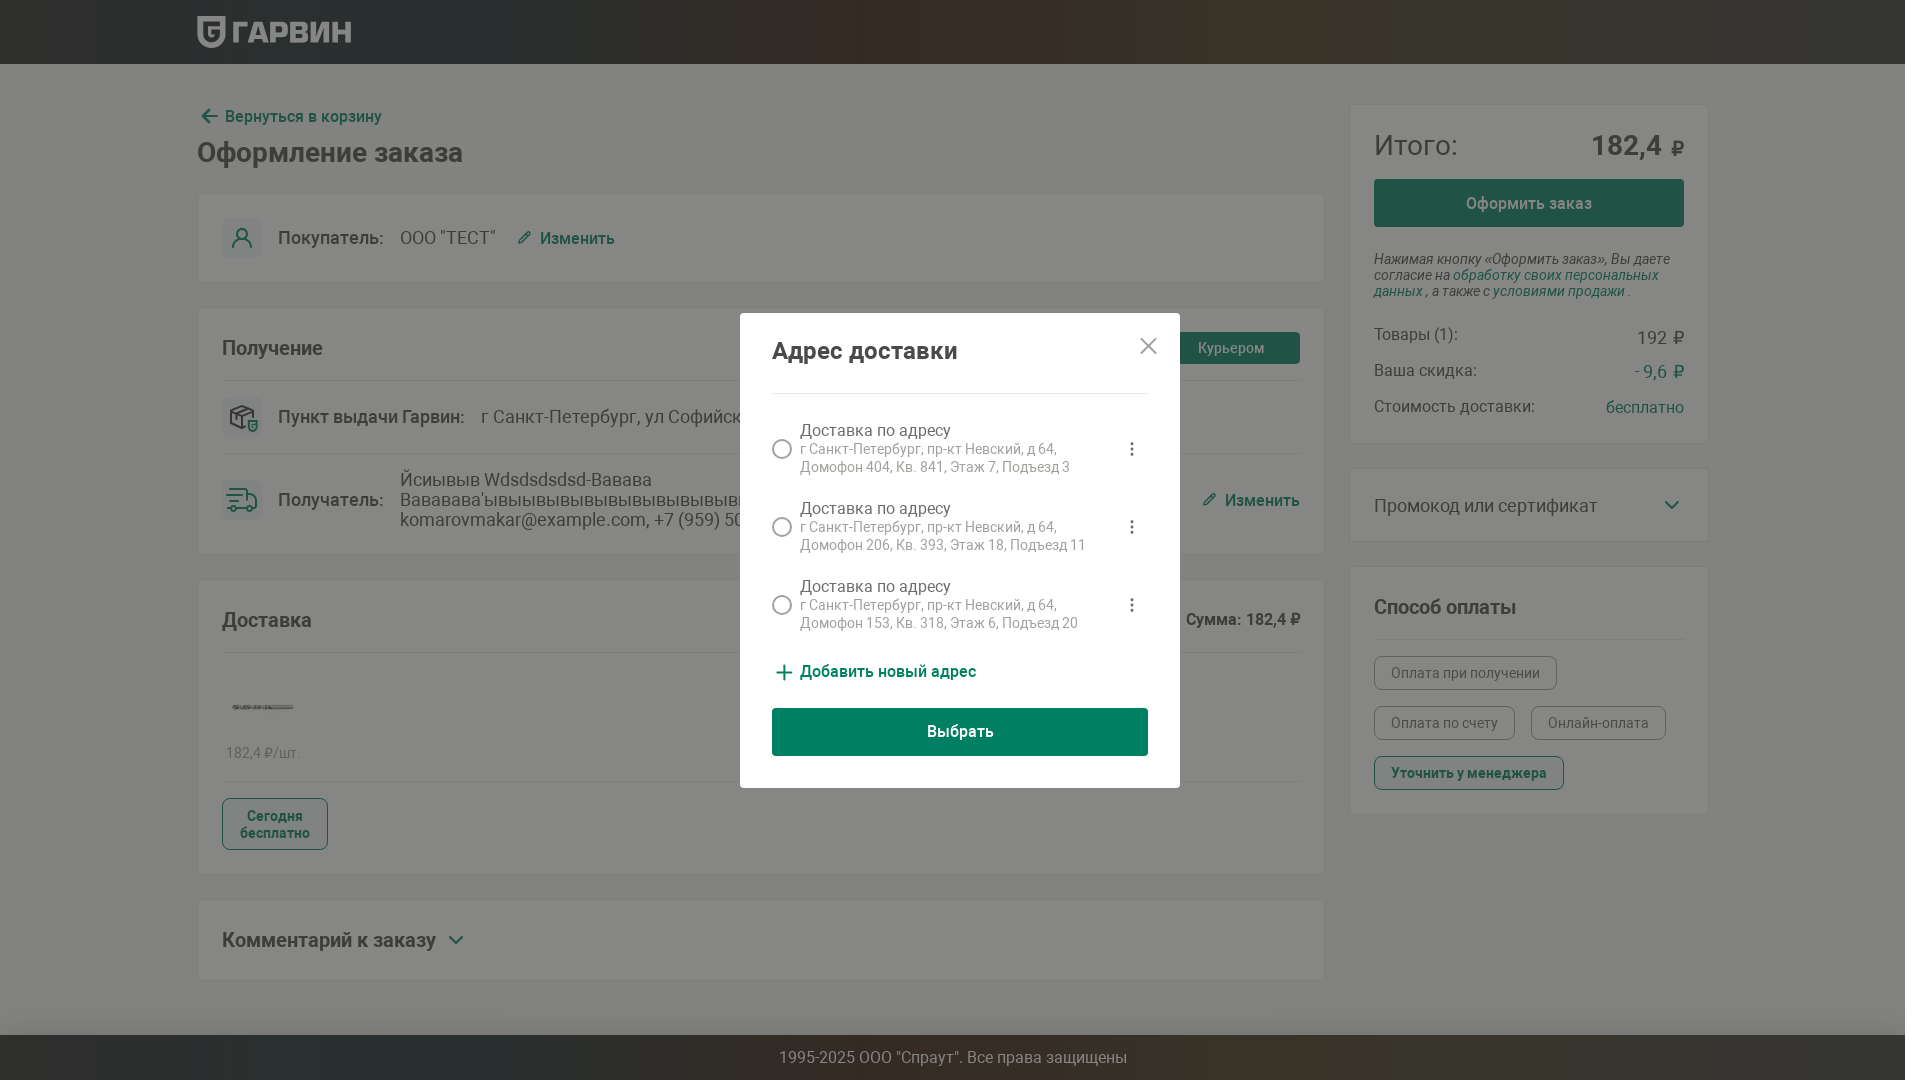 ГАРВИН
Вернуться в корзину
Оформление заказа
Покупатель:
ООО "ТЕСТ"
Изменить
Получение
Курьером
Пункт выдачи Гарвин:
г Санкт-Петербург, ул Софийск
Получатель:
Йсиывыв Wdsdsdsdsd-Вавава
komarovmakar@example.com, +7 (959) 50
Изменить
Доставка
Сумма: 182,4 ₽
182,4 ₽/шт.
Сегодня
бесплатно
Комментарий к заказу
Адрес доставки
Доставка по адресу
г Санкт-Петербург, пр-кт Невский, д 64,
Домофон 404, Кв. 841, Этаж 7, Подъезд 3
Доставка по адресу
г Санкт-Петербург, пр-кт Невский, д 64,
Домофон 206, Кв. 393, Этаж 18, Подъезд 11
Доставка по адресу
г Санкт-Петербург, пр-кт Невский, д 64,
Домофон 153, Кв. 318, Этаж 6, Подъезд 20
Добавить новый адрес
Выбрать
Итого:
182,4 ₽
Оформить заказ
Нажимая кнопку «Оформить заказ», Вы даете
согласие на обработку своих персональных
данных , а также с условиями продажи .
Товары (1):
192 ₽
Ваша скидка:
- 9,6 ₽
Стоимость доставки:
бесплатно
Промокод или сертификат
Способ оплаты
Оплата при получении
Оплата по счету
Онлайн-оплата
Уточнить у менеджера
1995-2025 ООО "Спраут". Все права защищены